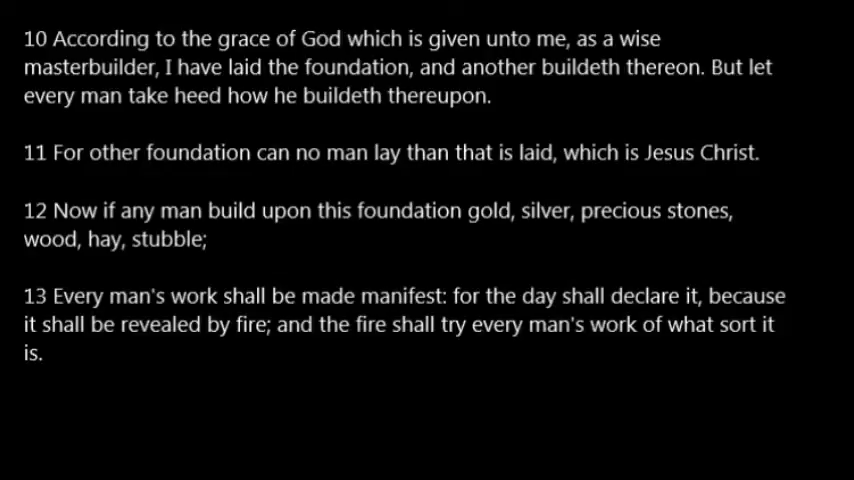 10 According to the grace of God which is given unto me, as a wise
masterbuilder, I have laid the foundation, and another buildeth thereon. But let
every man take heed how he buildeth thereupon.
11 For other foundation can no man lay than that is laid, which is Jesus Christ.
12 Now if any man build upon this foundation gold, silver, precious stones,
wood, hay, stubble;
13 Every man's work shall be made manifest: for the day shall declare it, because
it shall be revealed by fire; and the fire shall try every man's work of what sort it
is.